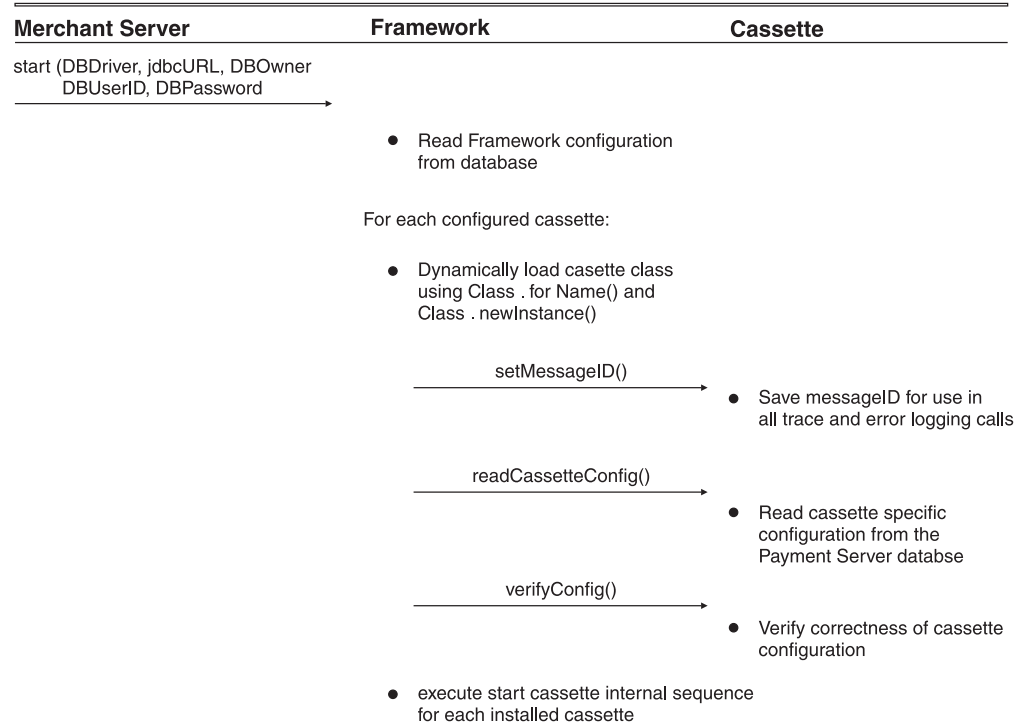 Merchant Server
Framework
Cassette
start (DBDriver, jdbcURL, DBOwner
DBUserID, DBPassword
● Read Framework configuration
from database
For each configured cassette:
● Dynamically load casette class
using Class . for Name() and
Class . newInstance()
setMessageID()
● Save messageID for use in
all trace and error logging calls
readCassetteConfig()
● Read cassette specific
configuration from the
Payment Server databse
verifyConfig()
● Verify correctness of cassette
configuration
● execute start cassette internal sequence
for each installed cassette